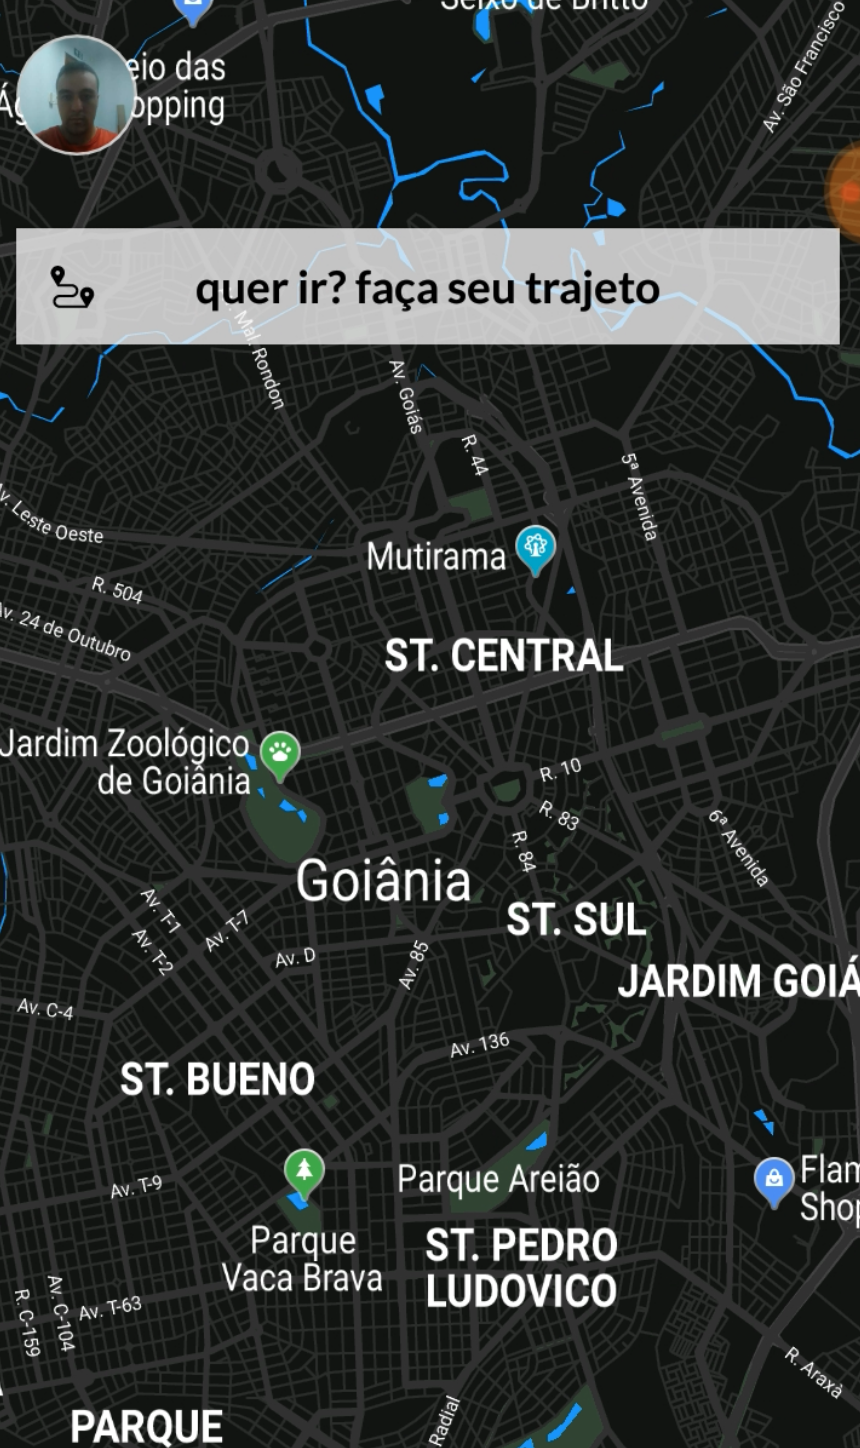 Seixo de Britto
eio das
opping
Av. São Francisco
quer ir? faça seu trajeto
Mal. Rondon
Av. Goiás
R. 44
5ª Avenida
Av. Leste Oeste
Mutirama
R. 504
Av. 24 de Outubro
ST. CENTRAL
Jardim Zoológico
de Goiânia
R. 10
R. 83
R. 84
6ª Avenida
Goiânia
Av. T-1
Av. T-7
ST. SUL
Av. T-2
Av. D
Av. 85
JARDIM GOIÁ
Av. C-4
Av. 136
ST. BUENO
Av. T-9
Parque Areião
Flam
Shop
Parque
Vaca Brava
ST. PEDRO
LUDOVICO
R. C-159
Av. C-104
Av. T-63
R. Araxà
PARQUE
Radial